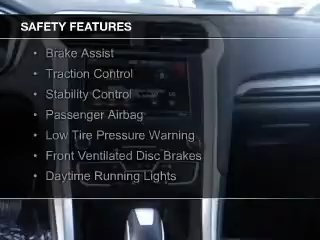 SAFETY FEATURES
• Brake Assist
• Traction Control
• Stability Control
• Passenger Airbag
• Low Tire Pressure Warning
• Front Ventilated Disc Brakes
• Daytime Running Lights